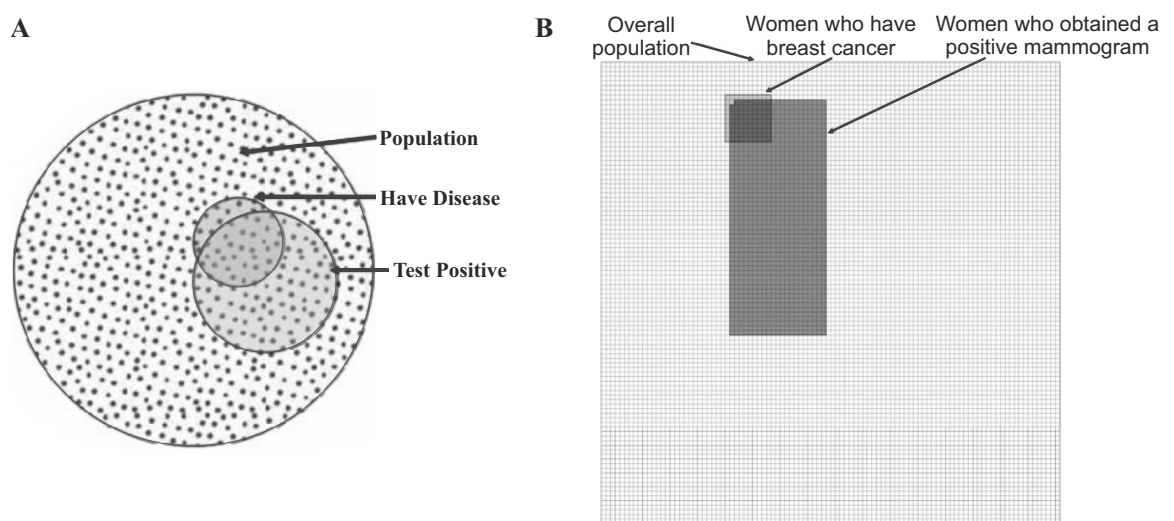 A
Population
Have Disease
Test Positive
B
Overall
population
Women who have
breast cancer
Women who obtained a
positive mammogram